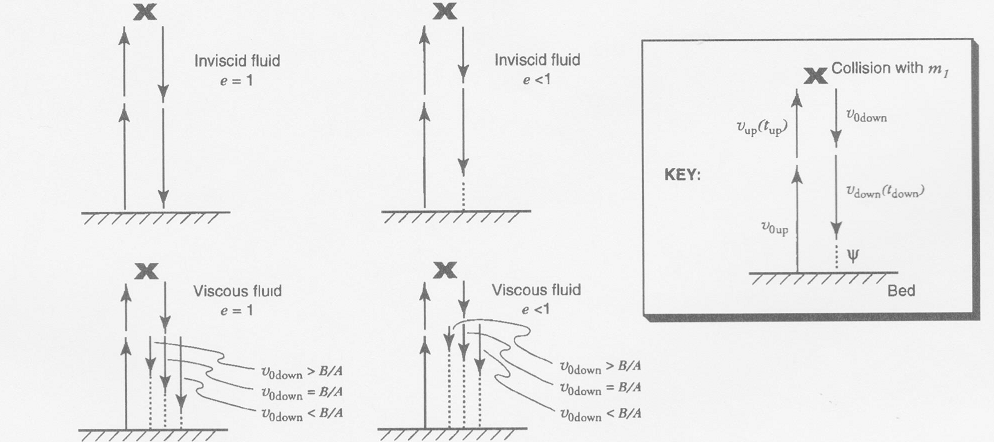 Inviscid fluid
e = 1
Inviscid fluid
e <1
Collision with m1
vup(tup)
v0down
KEY:
vdown(tdown)
v0up
ψ
Bed
Viscous fluid
e = 1
v0down > B/A
v0down = B/A
v0down < B/A
Viscous fluid
e <1
v0down > B/A
v0down = B/A
v0down < B/A